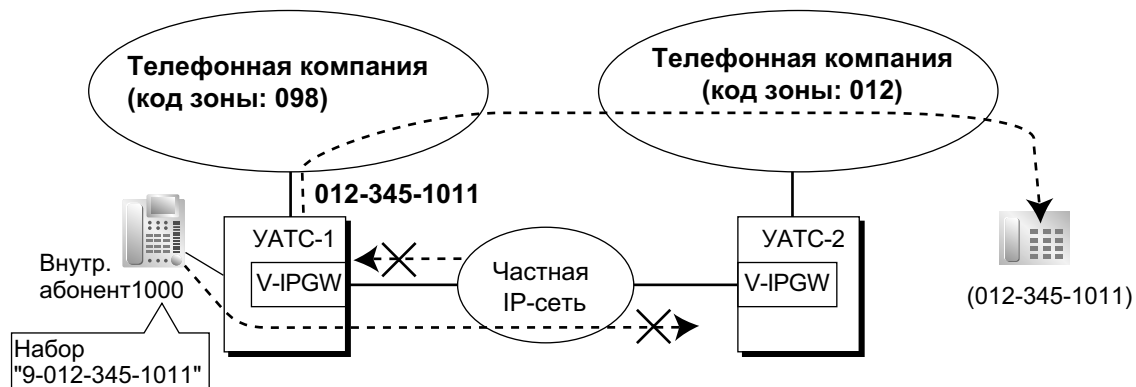 Телефонная компания
(код зоны: 098)
Телефонная компания
(код зоны: 012)
012-345-1011
УАТС-1
V-IPGW
Внутр.
абонент1000
Набор
"9-012-345-1011"
Частная
IP-сеть
УАТС-2
V-IPGW
(012-345-1011)